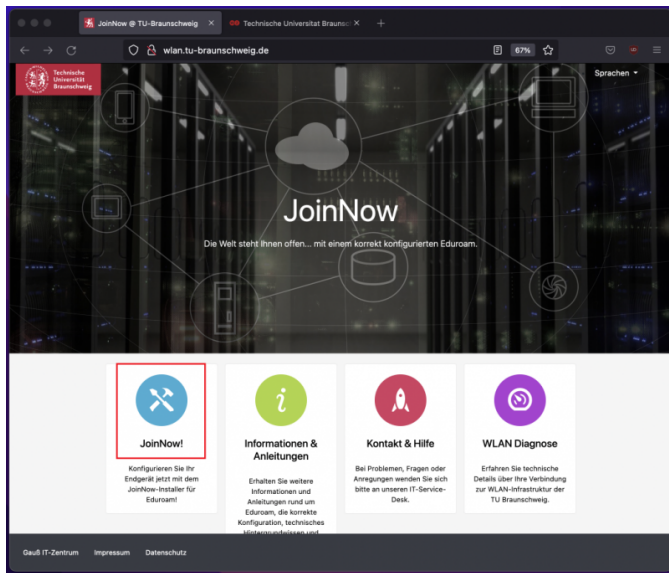 JoinNow @ TU-Braunschweig
Technische Universitat Brauns
wlan.tu-braunschweig.de
67%
Technische
Universität
Braunschweig
Sprachen
JoinNow
Die Welt steht Ihnen offen... mit einem korrekt konfigurierten Eduroam.
JoinNow!
Konfigurieren Sie Ihr
Endgerät jetzt mit dem
JoinNow-Installer für
Eduroam!
Informationen &
Anleitungen
Erhalten Sie weitere
Informationen und
Anleitungen rund um
Eduroam, die korrekte
Konfiguration, technisches
Hintergrundwissen und
Kontakt & Hilfe
Bei Problemen, Fragen oder
Anregungen wenden Sie sich
bitte an unseren IT-Service-
Desk.
WLAN Diagnose
Erfahren Sie technische
Details über Ihre Verbindung
zur WLAN-Infrastruktur der
TU Braunschweig.
Gauß IT-Zentrum Impressum Datenschutz